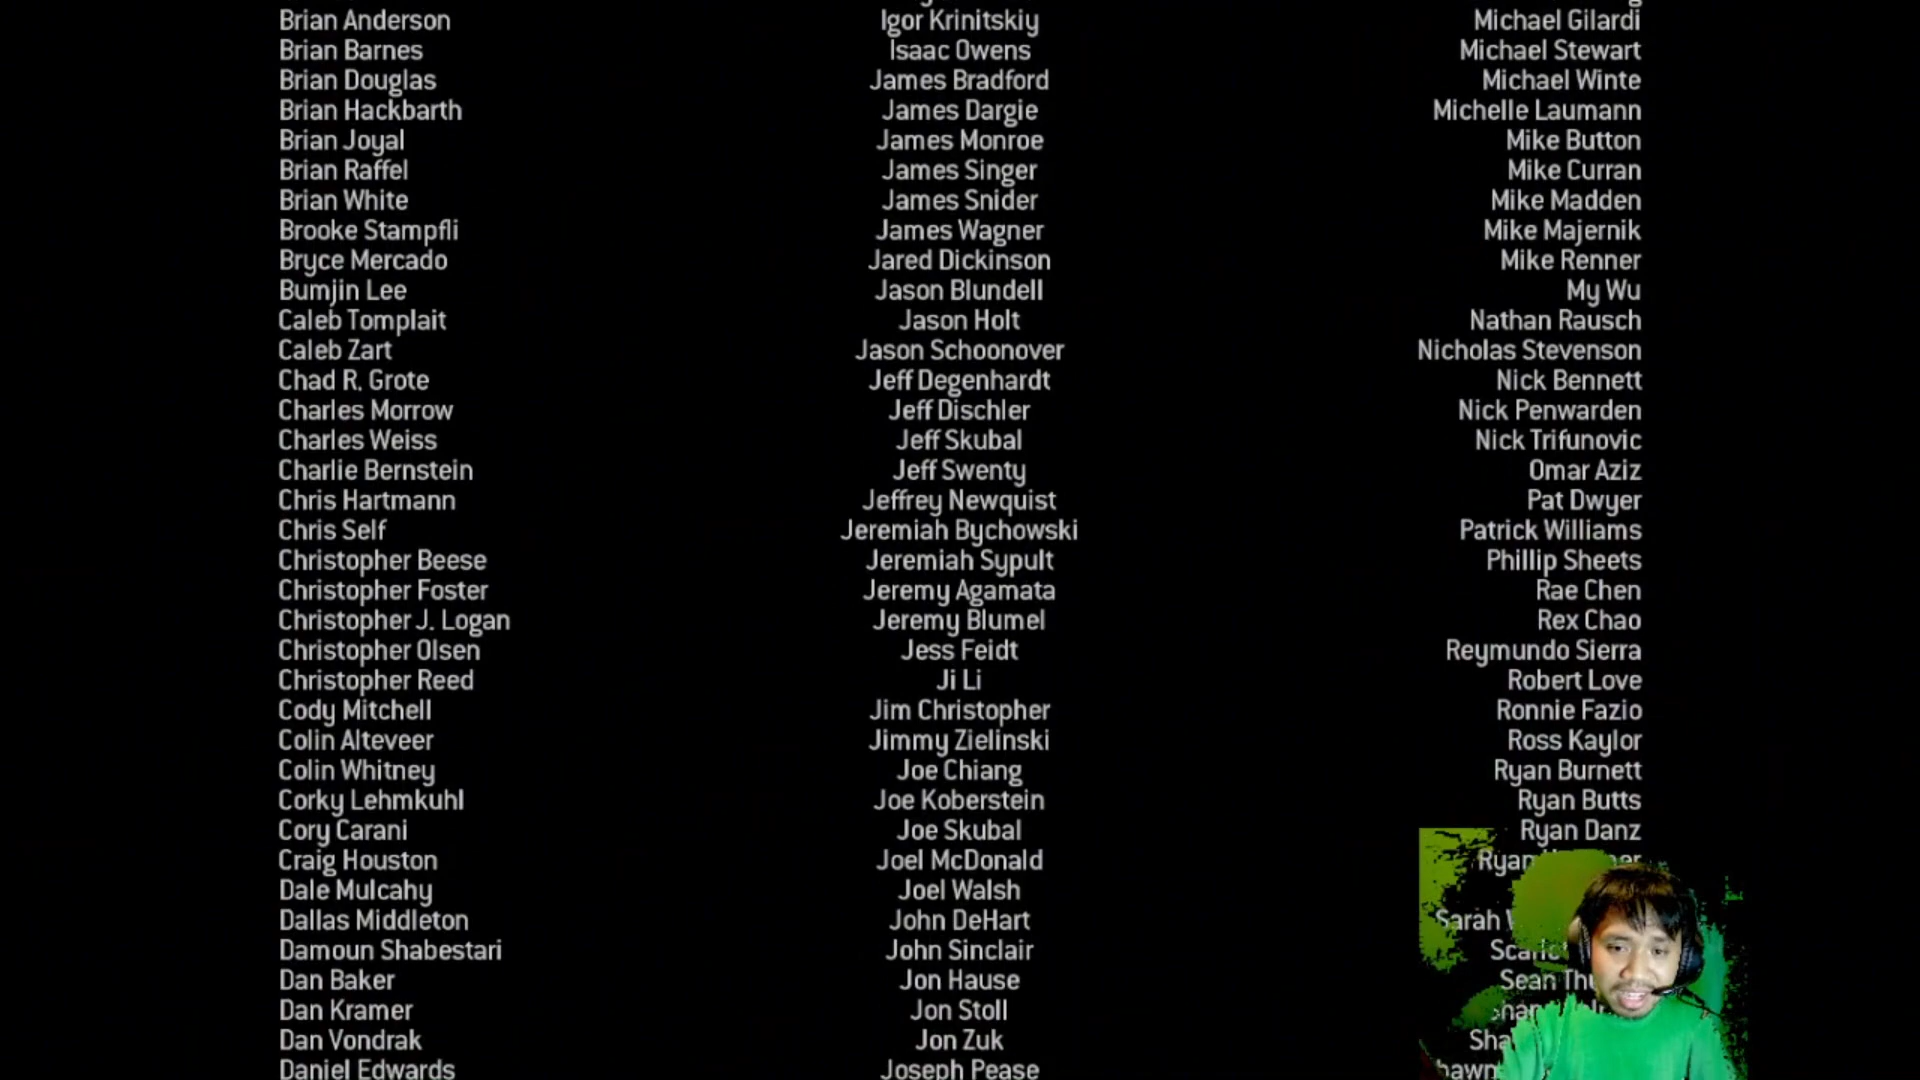 Brian Anderson
Brian Barnes
Brian Douglas
Brian Hackbarth
Brian Joyal
Brian Raffel
Brian White
Brooke Stampfli
Bryce Mercado
Bumjin Lee
Caleb Tomplait
Caleb Zart
Chad R. Grote
Charles Morrow
Charles Weiss
Charlie Bernstein
Chris Hartmann
Chris Self
Christopher Beese
Christopher Foster
Christopher J. Logan
Christopher Olsen
Christopher Reed
Cody Mitchell
Colin Alteveer
Colin Whitney
Corky Lehmkuhl
Cory Carani
Craig Houston
Dale Mulcahy
Dallas Middleton
Damoun Shabestari
Dan Baker
Dan Kramer
Dan Vondrak
Daniel Edwards
Igor Krinitskiy
Isaac Owens
James Bradford
James Dargie
James Monroe
James Singer
James Snider
James Wagner
Jared Dickinson
Jason Blundell
Jason Holt
Jason Schoonover
Jeff Degenhardt
Jeff Dischler
Jeff Skubal
Jeff Swenty
Jeffrey Newquist
Jeremiah Bychowski
Jeremiah Sypult
Jeremy Agamata
Jeremy Blumel
Jess Feidt
Ji Li
Jim Christopher
Jimmy Zielinski
Joe Chiang
Joe Koberstein
Joe Skubal
Joel McDonald
Joel Walsh
John DeHart
John Sinclair
Jon Hause
Jon Stoll
Jon Zuk
Joseph Pease
Michael Gilardi
Michael Stewart
Michael Winte
Michelle Laumann
Mike Button
Mike Curran
Mike Madden
Mike Majernik
Mike Renner
My Wu
Nathan Rausch
Nicholas Stevenson
Nick Bennett
Nick Penwarden
Nick Trifunovic
Omar Aziz
Pat Dwyer
Patrick Williams
Phillip Sheets
Rae Chen
Rex Chao
Reymundo Sierra
Robert Love
Ronnie Fazio
Ross Kaylor
Ryan Burnett
Ryan Butts
Ryan Danz
Ryan
Sarah
Sean